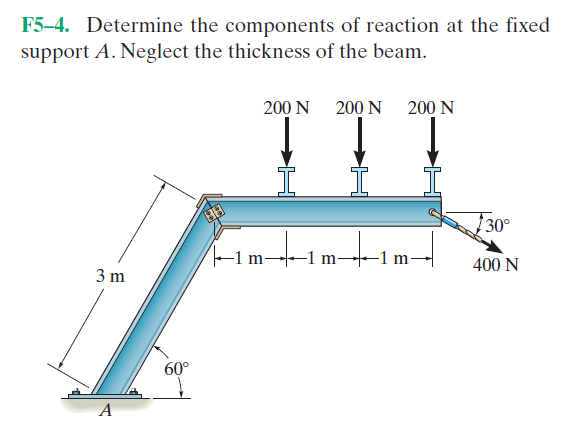 F5–4. Determine the components of reaction at the fixed
support A. Neglect the thickness of the beam.
200 N 200 N 200 N
30°
1 m 1 m 1 m
400 N
3 m
60°
A